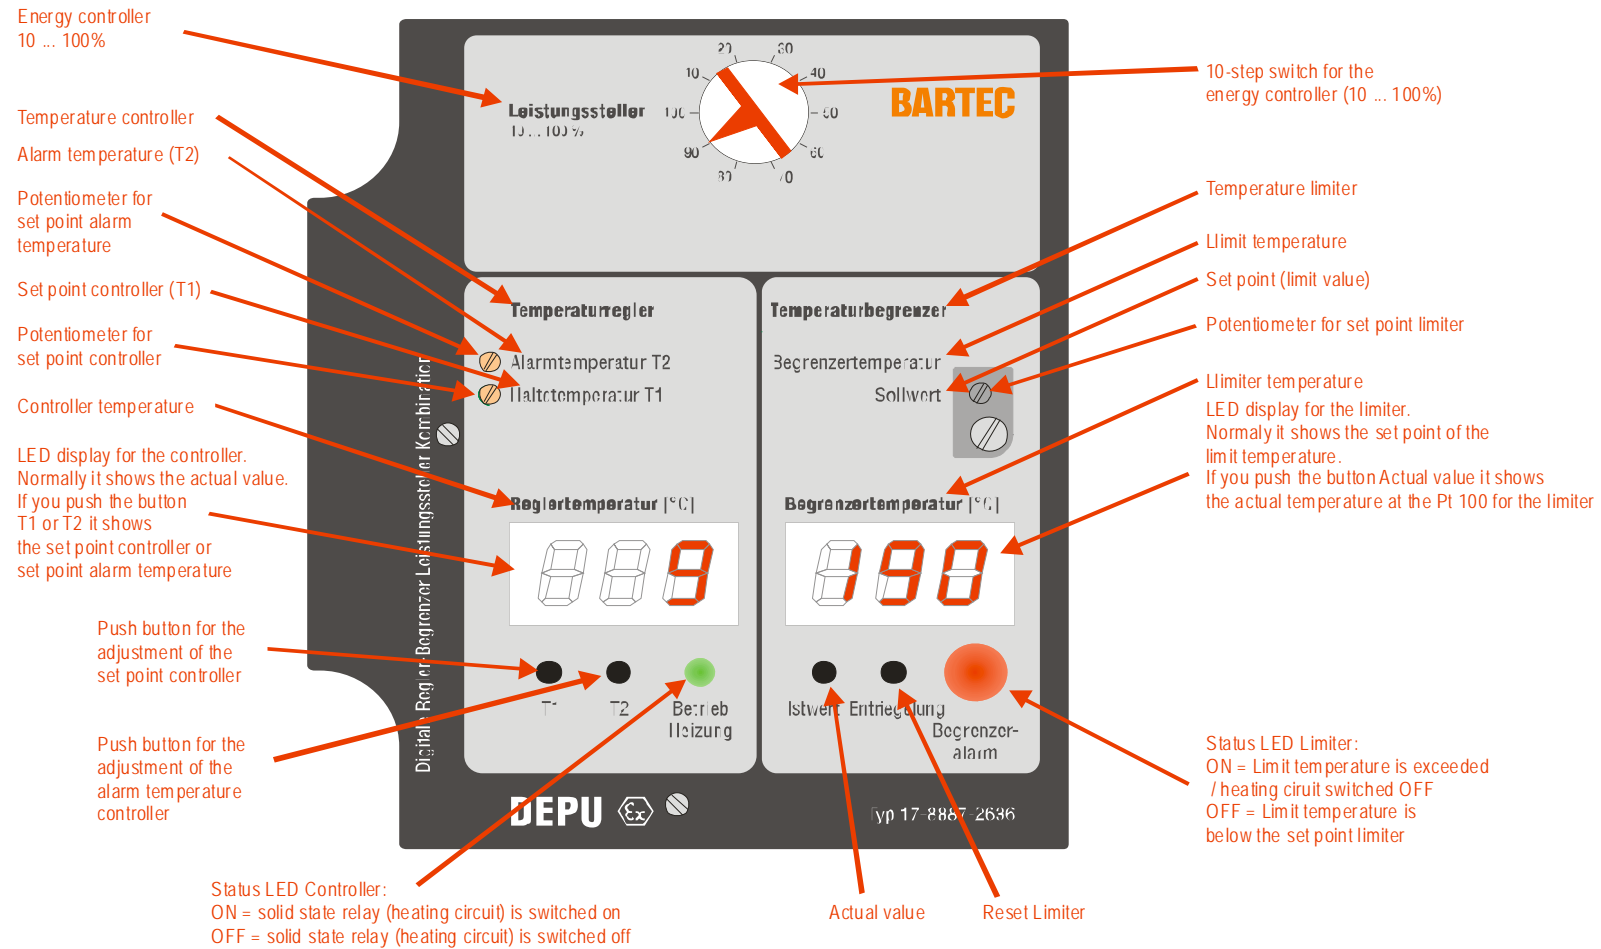 Energy controller
10 ... 100%
Temperature controller
Alarm temperature (T2)
Potentiometer for
set point alarm
temperature
Set point controller (T1)
Potentiometer for
set point controller
Controller temperature
LED display for the controller.
Normally it shows the actual value.
If you push the button
T1 or T2 it shows
the set point controller or
set point alarm temperature
Push button for the
adjustment of the
set point controller
Push button for the
adjustment of the
alarm temperature
controller
Status LED Controller:
ON = solid state relay (heating circuit) is switched on
OFF = solid state relay (heating circuit) is switched off
Leistungssteller
10 ... 100 %
10
20
30
40
50
60
70
80
90
100
BARTEC
Temperaturregler
Alarmtemperatur T2
Haltetemperatur T1
Reglertemperatur [°C]
9
T1
T2
Betrieb
Heizung
Temperaturbegrenzer
Begrenzertemperatur
Sollwert
Begrenzertemperatur [°C]
190
Istwert
Entriegelung
Begrenzer-
alarm
Digitale Regler-Begrenzer Leistungssteller Kombination
DEPU
Ex
Typ 17-8887-2636
Actual value
Reset Limiter
10-step switch for the
energy controller (10 ... 100%)
Temperature limiter
Llimit temperature
Set point (limit value)
Potentiometer for set point limiter
Llimiter temperature
LED display for the limiter.
Normaly it shows the set point of the
limit temperature.
If you push the button Actual value it shows
the actual temperature at the Pt 100 for the limiter
Status LED Limiter:
ON = Limit temperature is exceeded
/ heating ciruit switched OFF
OFF = Limit temperature is
below the set point limiter